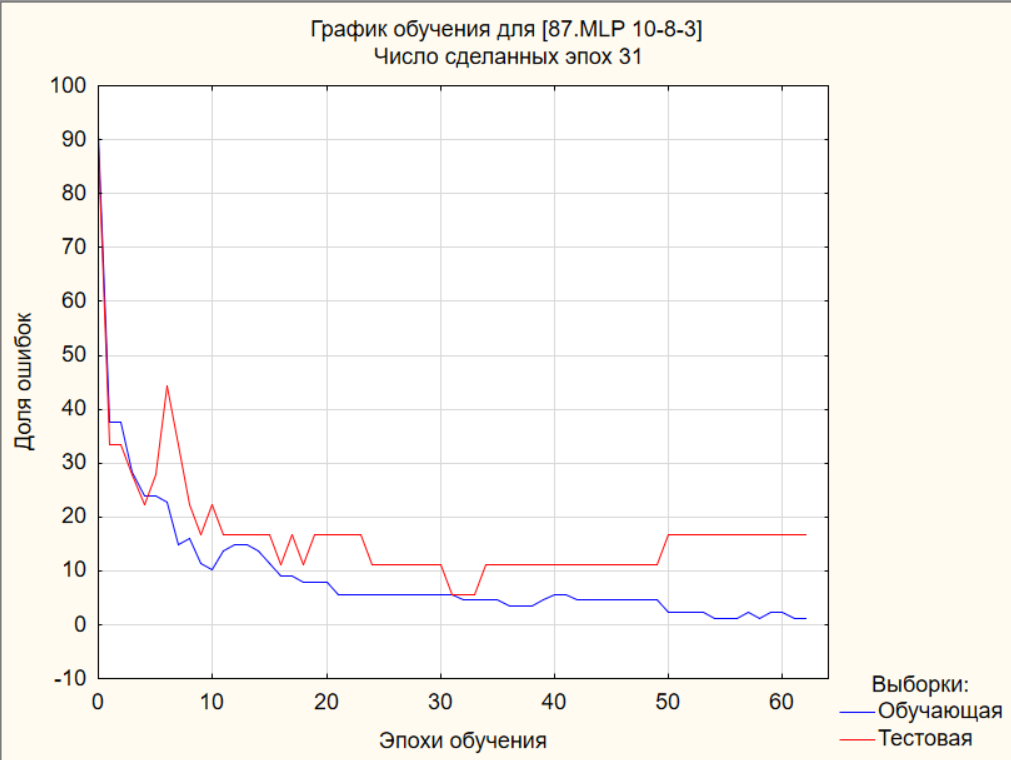 График обучения для [87.MLP 10-8-3]
Число сделанных эпох 31
100
90
80
70
60
50
40
30
20
10
0
-10
Доля ошибок
0 10 20 30 40 50 60
Эпохи обучения
Выборки:
Обучающая
Тестовая